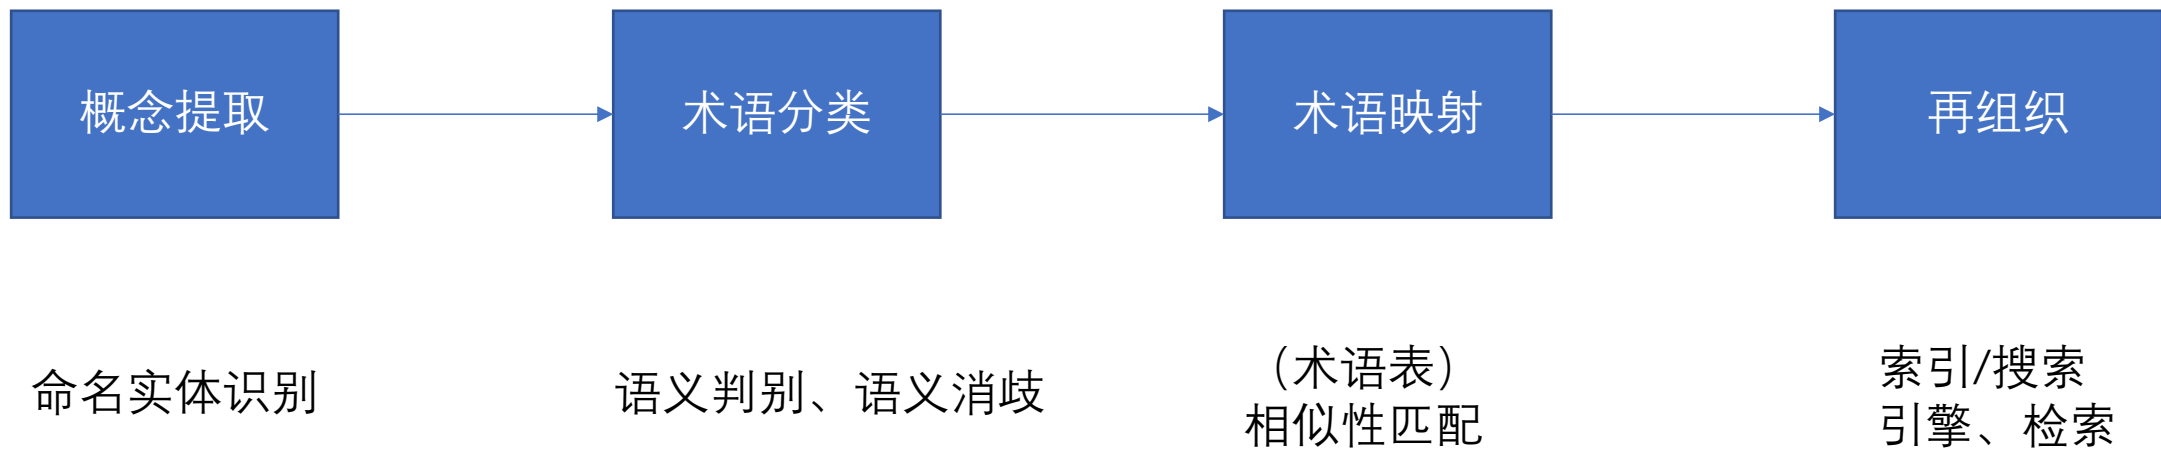 概念提取
术语分类
术语映射
再组织
命名实体识别
语义判别、语义消歧
（术语表）
相似性匹配
索引/搜索
引擎、检索